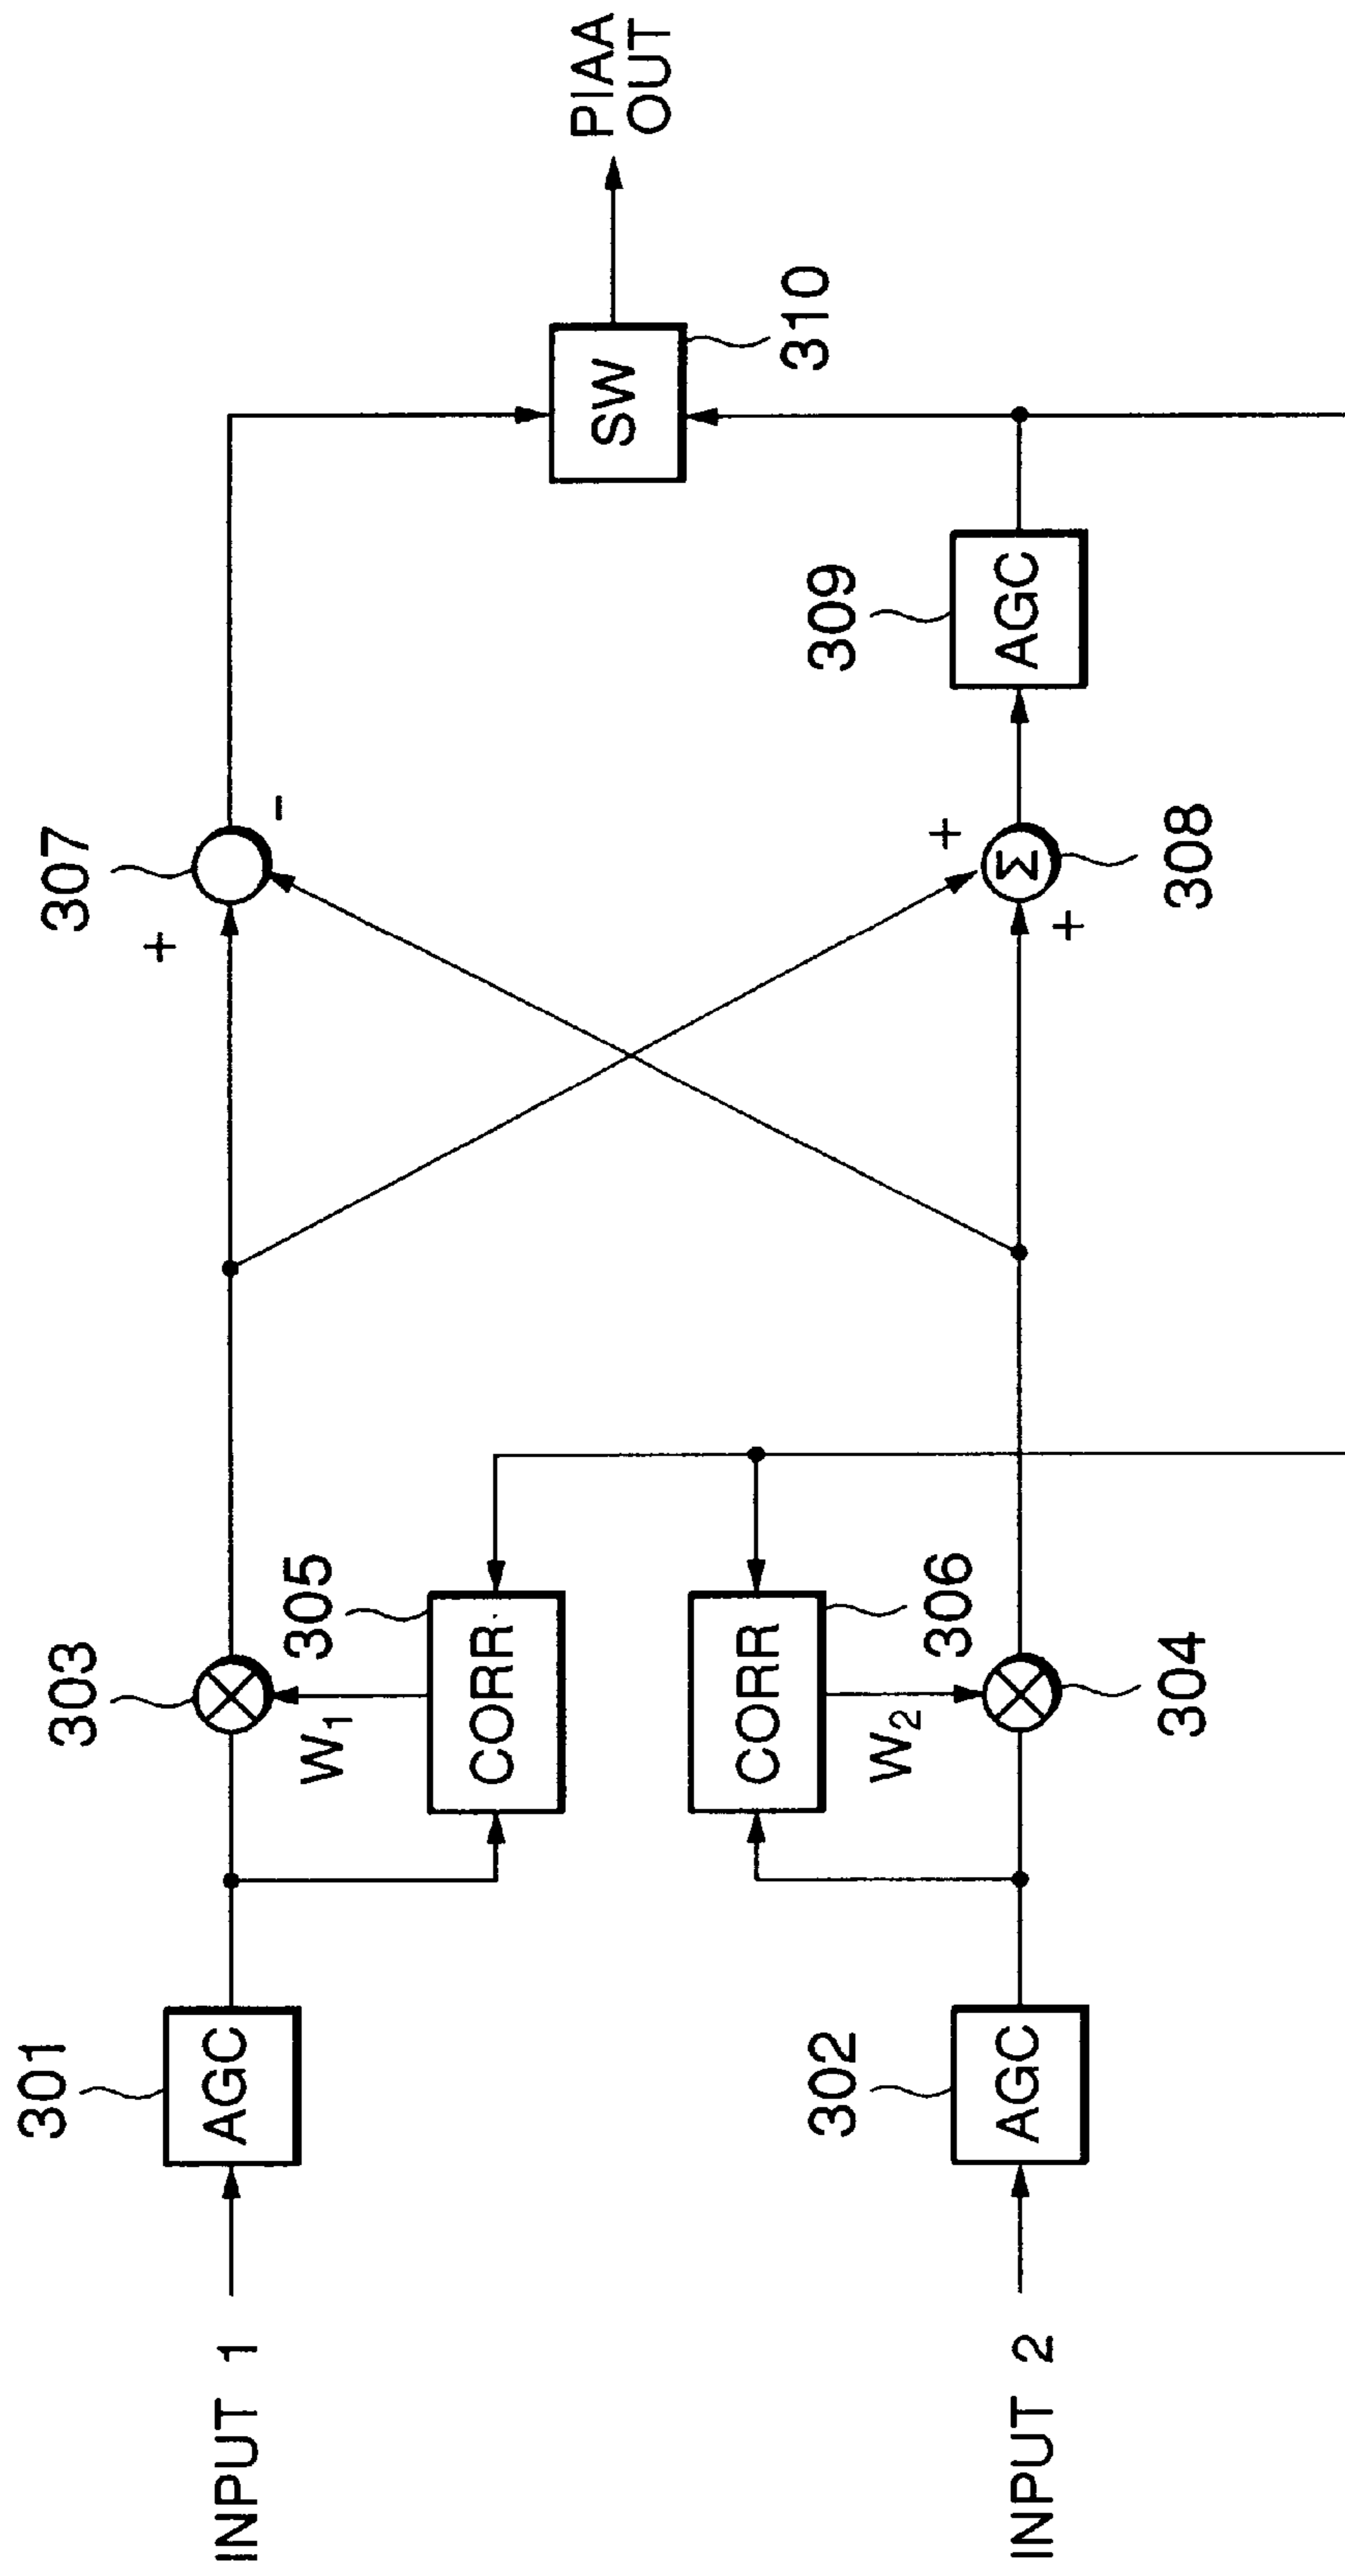 INPUT 1
301
AGC
303
W1
305
CORR
307
+
-
INPUT 2
302
AGC
304
W2
306
CORR
308
Σ
+
+
309
AGC
310
SW
PIAA
OUT